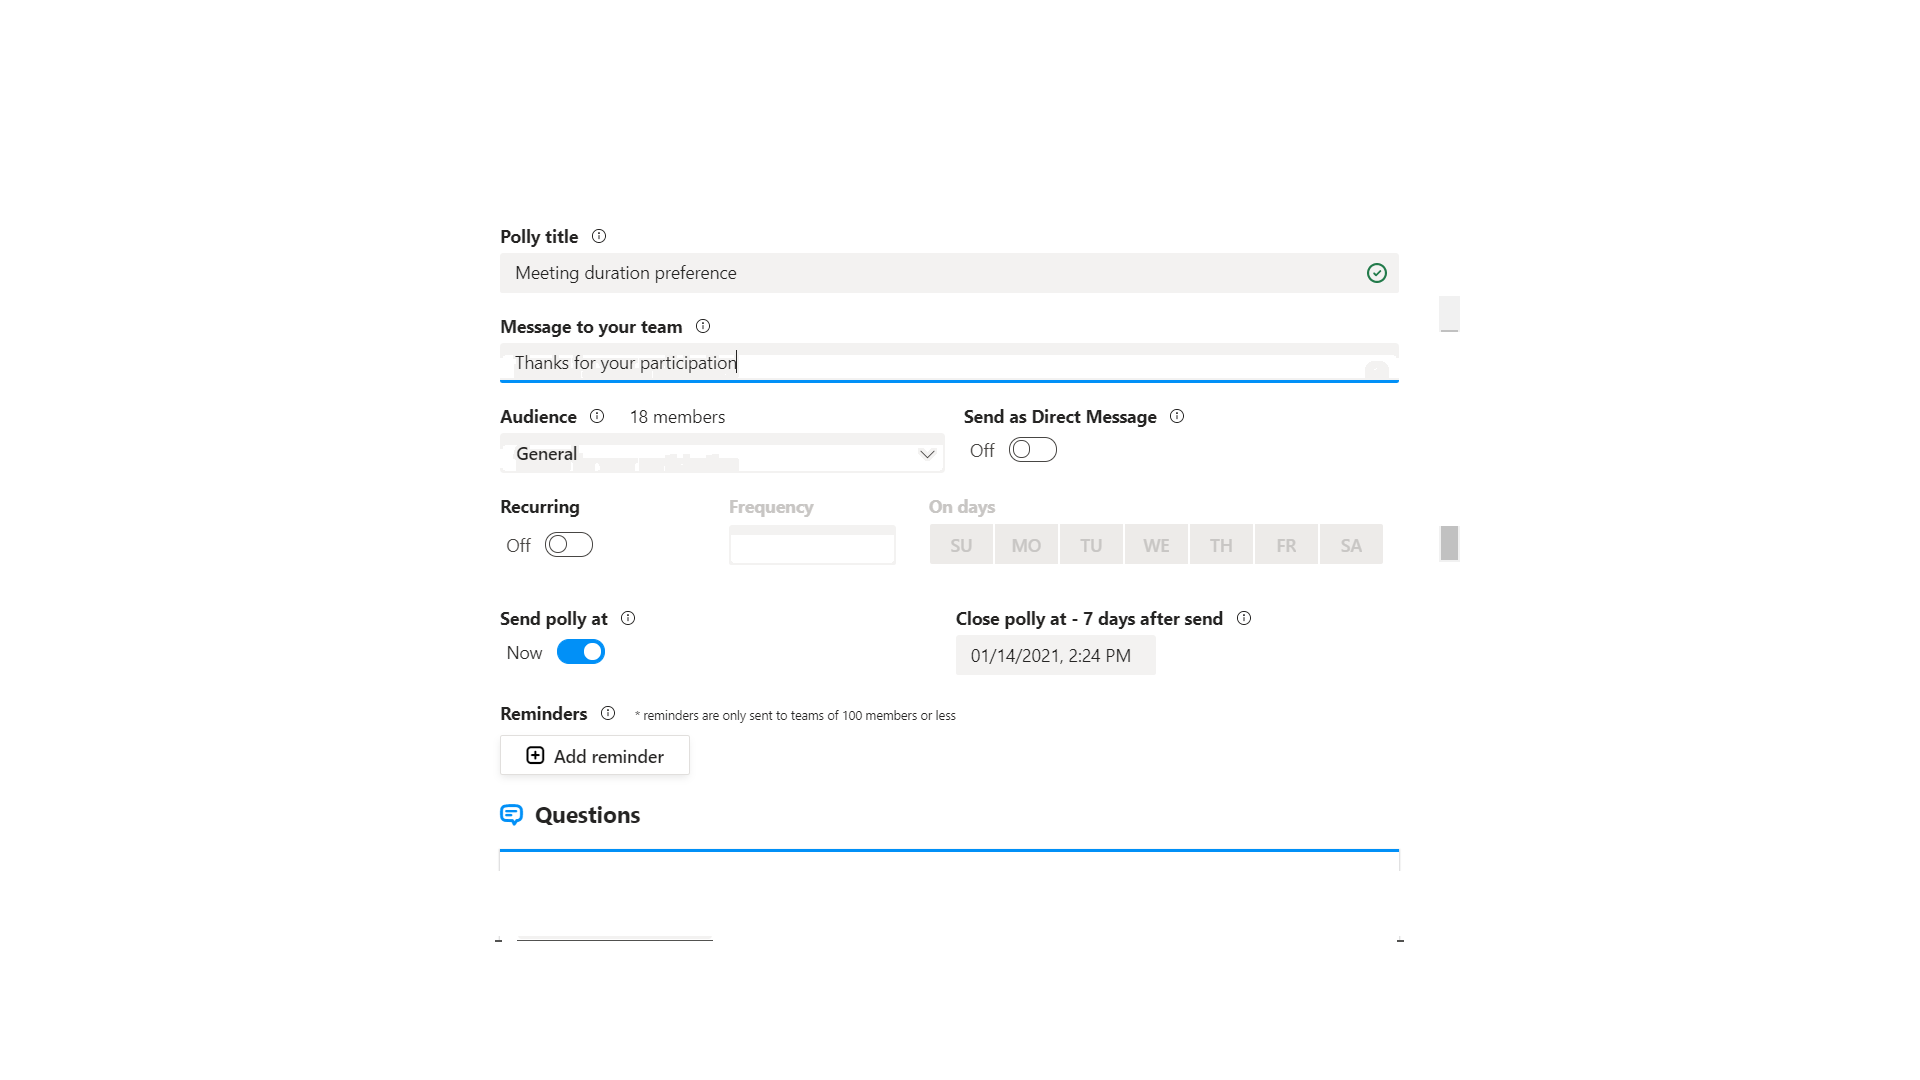 Polly title
Meeting duration preference
Message to your team
Thanks for your participation
Audience 18 members Send as Direct Message
General Off
Recurring Frequency On days
Off SU MO TU WE TH FR SA
Send polly at Close polly at - 7 days after send
Now 01/14/2021, 2:24 PM
Reminders * reminders are only sent to teams of 100 members or less
Add reminder
Questions